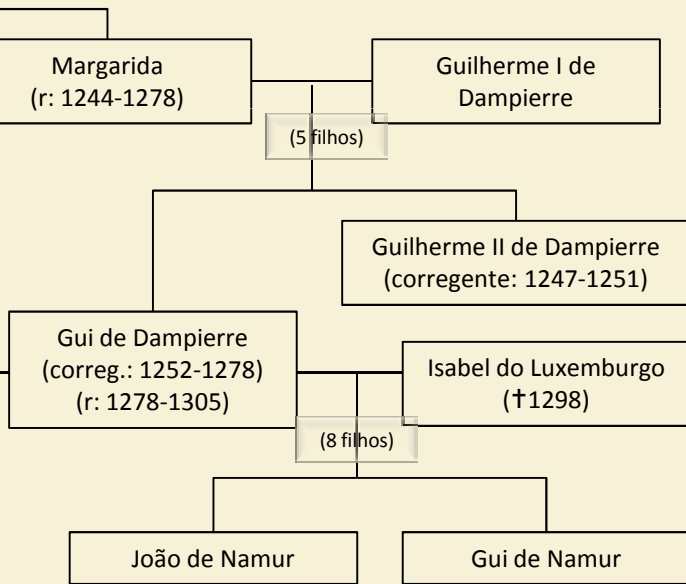 Margarida
(r: 1244-1278)
Guilherme I de
Dampierre
(5 filhos)
Guilherme II de Dampierre
(corregente: 1247-1251)
Gui de Dampierre
(correg.: 1252-1278)
(r: 1278-1305)
Isabel do Luxemburgo
(†1298)
(8 filhos)
João de Namur
Gui de Namur